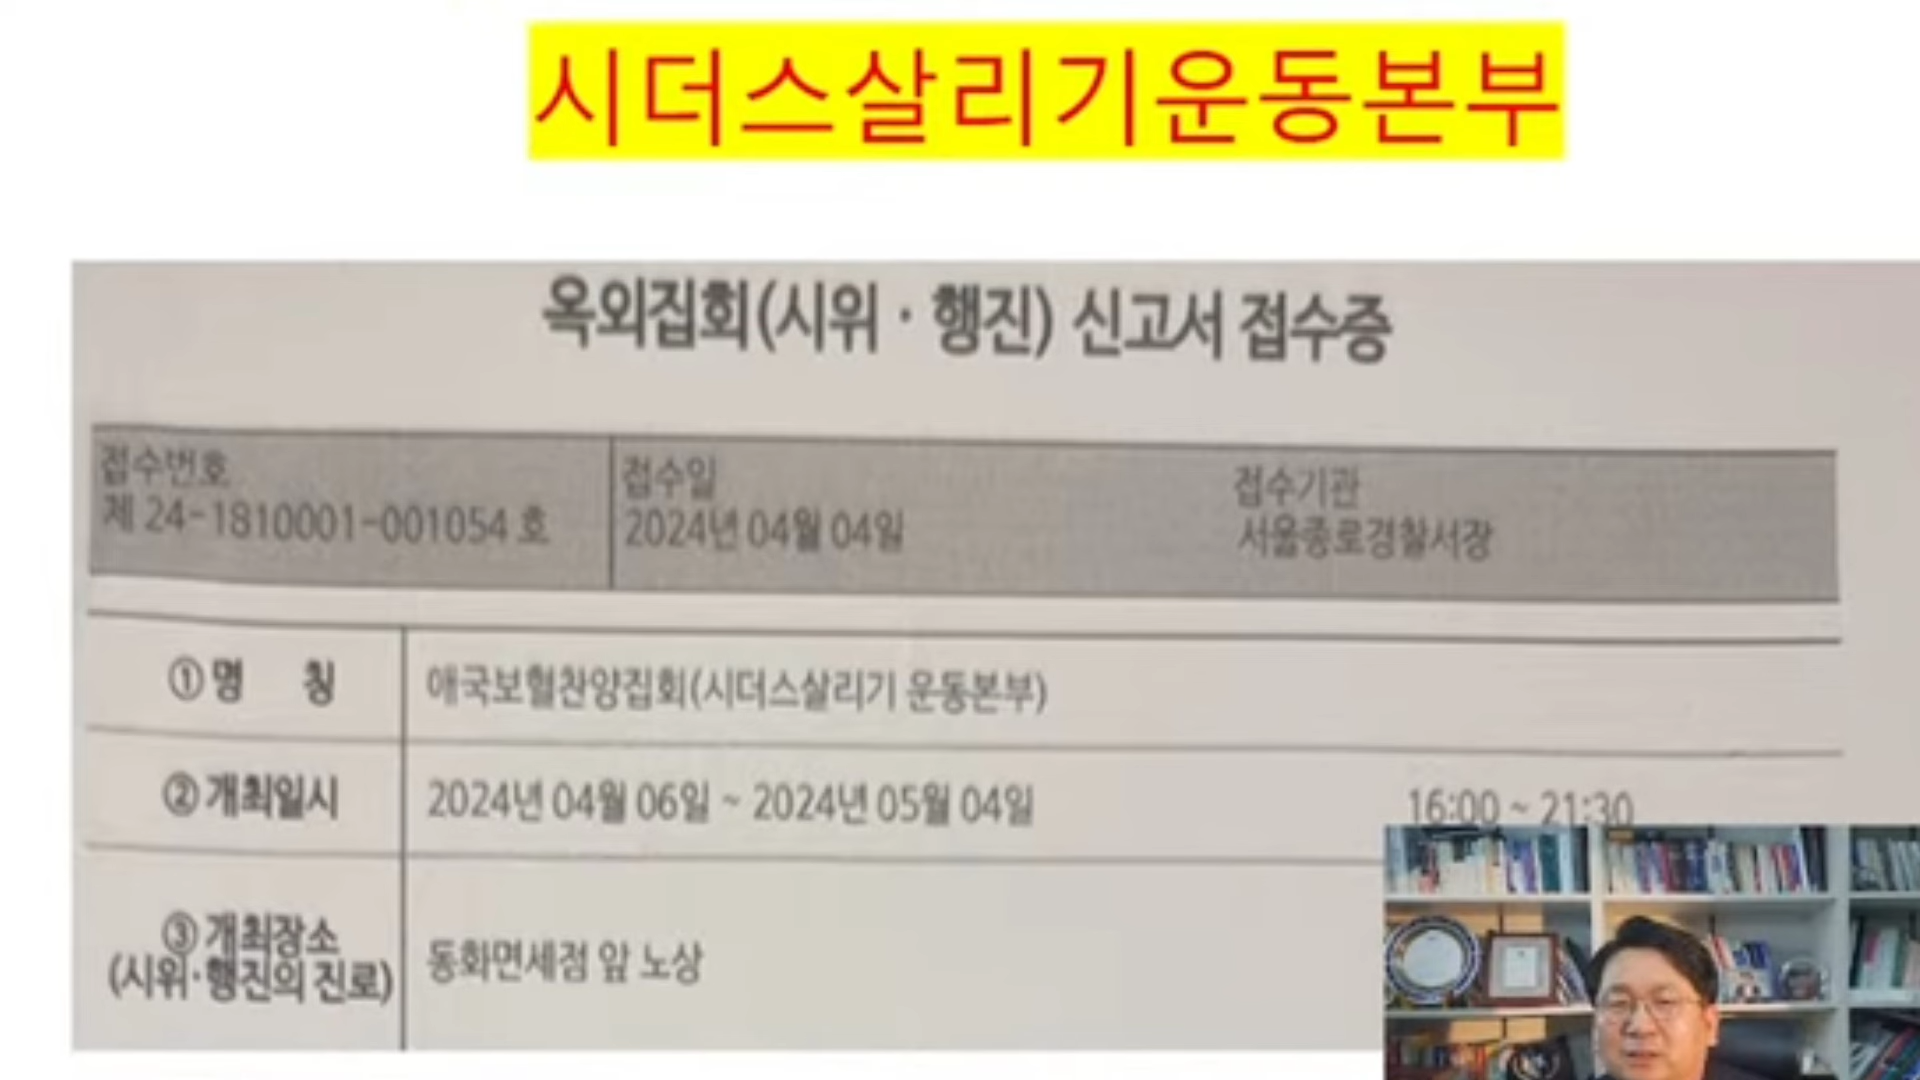 시더스살리기운동본부
옥외집회(시위·행진) 신고서 접수증
접수번호
제 24-1810001-001054 호
접수일
2024년 04월 04일
접수기관
서울종로경찰서장
①명 칭
애국보혈찬양집회(시더스살리기 운동본부)
②개최일시
2024년 04월 06일 ~ 2024년 05월 04일 16:00 ~ 21:30
③개최장소
(시위·행진의 진로)
동화면세점 앞 노상